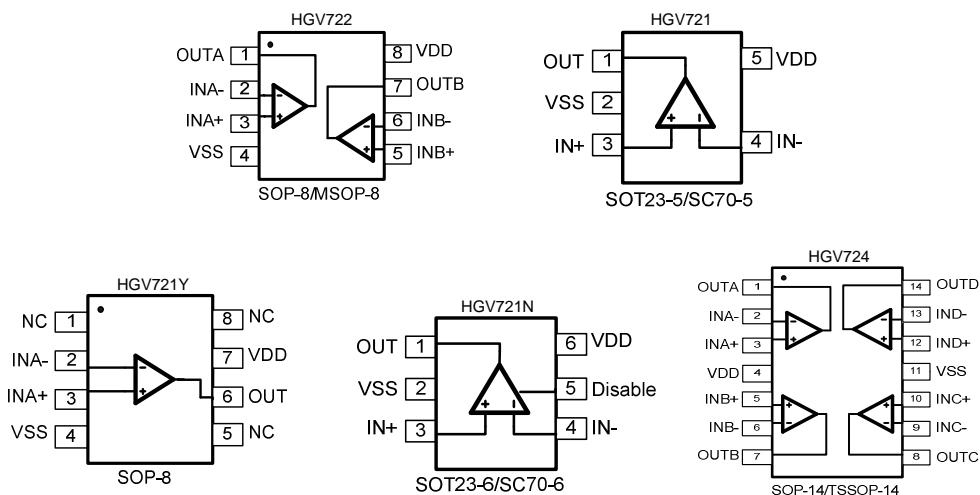 HGV722
OUTA 1
INA- 2
INA+ 3
VSS 4
8 VDD
7 OUTB
6 INB-
5 INB+
- +
- +
SOP-8/MSOP-8
HGV721
OUT 1
VSS 2
IN+ 3
5 VDD
4 IN-
+ -
SOT23-5/SC70-5
HGV721Y
NC 1
INA- 2
INA+ 3
VSS 4
8 NC
7 VDD
6 OUT
5 NC
- +
SOP-8
HGV721N
OUT 1
VSS 2
IN+ 3
6 VDD
5 Disable
4 IN-
+ -
SOT23-6/SC70-6
HGV724
OUTA 1
INA- 2
INA+ 3
VDD 4
INB+ 5
INB- 6
OUTB 7
14 OUTD
13 IND-
12 IND+
11 VSS
10 INC+
9 INC-
8 OUTC
- +
- +
+ -
+ -
SOP-14/TSSOP-14